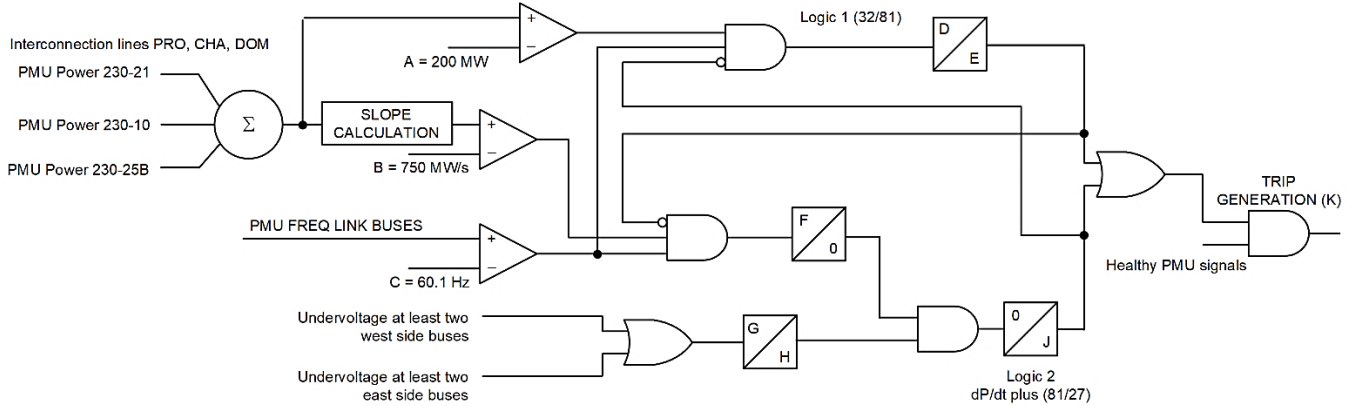 Logic 1 (32/81)
+
−
A = 200 MW
D
E
Interconnection lines PRO, CHA, DOM
PMU Power 230-21
PMU Power 230-10
PMU Power 230-25B
Σ
SLOPE
CALCULATION
+
−
B = 750 MW/s
TRIP
GENERATION (K)
PMU FREQ LINK BUSES
+
−
C = 60.1 Hz
F
0
Healthy PMU signals
Undervoltage at least two
west side buses
G
H
0
J
Undervoltage at least two
east side buses
Logic 2
dP/dt plus (81/27)